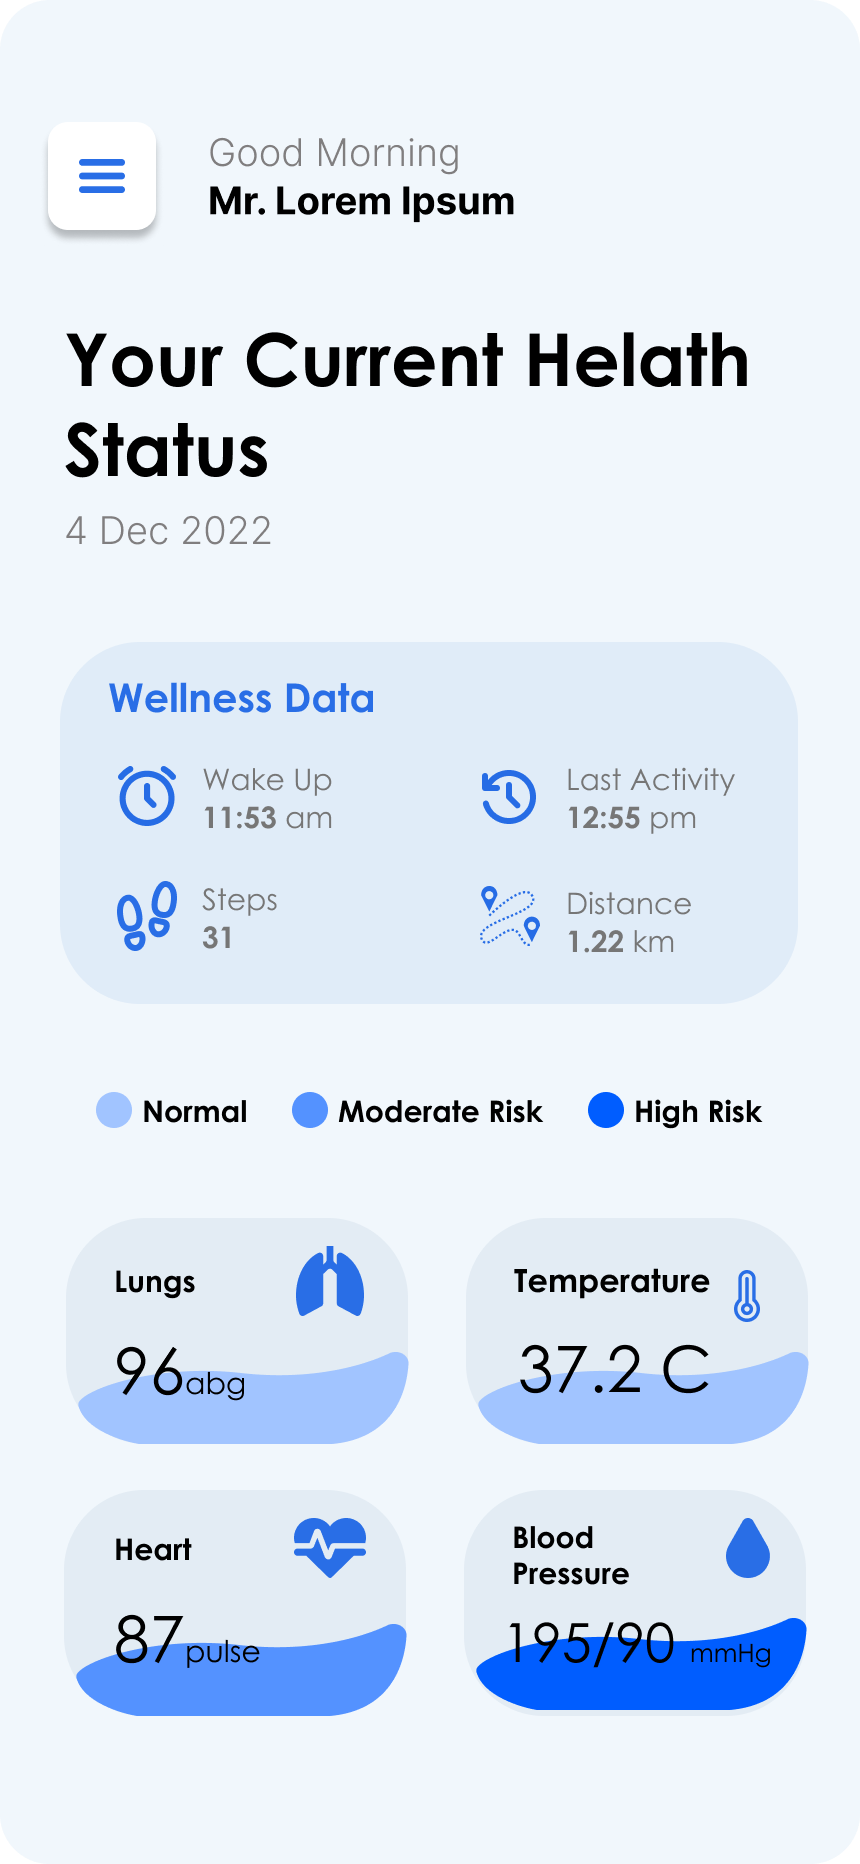 Good Morning
Mr. Lorem Ipsum
Your Current Helath
Status
4 Dec 2022
Wellness Data
Wake Up
11:53 am
Last Activity
12:55 pm
Steps
31
Distance
1.22 km
Normal
Moderate Risk
High Risk
Lungs
96abg
Temperature
37.2 C
Heart
87pulse
Blood
Pressure
195/90 mmHg